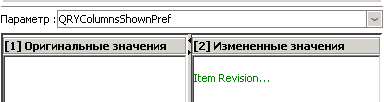 Параметр : QRYColumnsShownPref
[1] Оригинальные значения [2] Измененные значения
Item Revision...